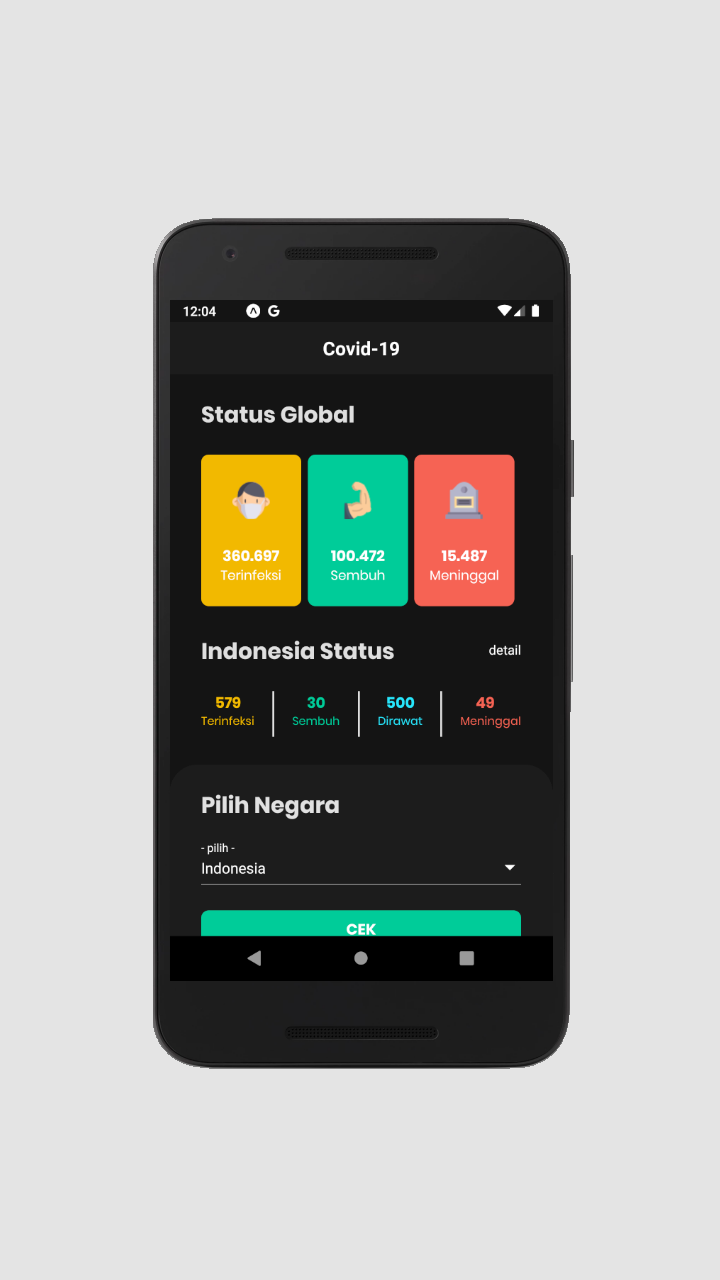 12:04
Covid-19
Status Global
360.697 100.472 15.487
Terinfeksi Sembuh Meninggal
Indonesia Status detail
579 30 500 49
Terinfeksi Sembuh Dirawat Meninggal
Pilih Negara
- pilih -
Indonesia
CEK